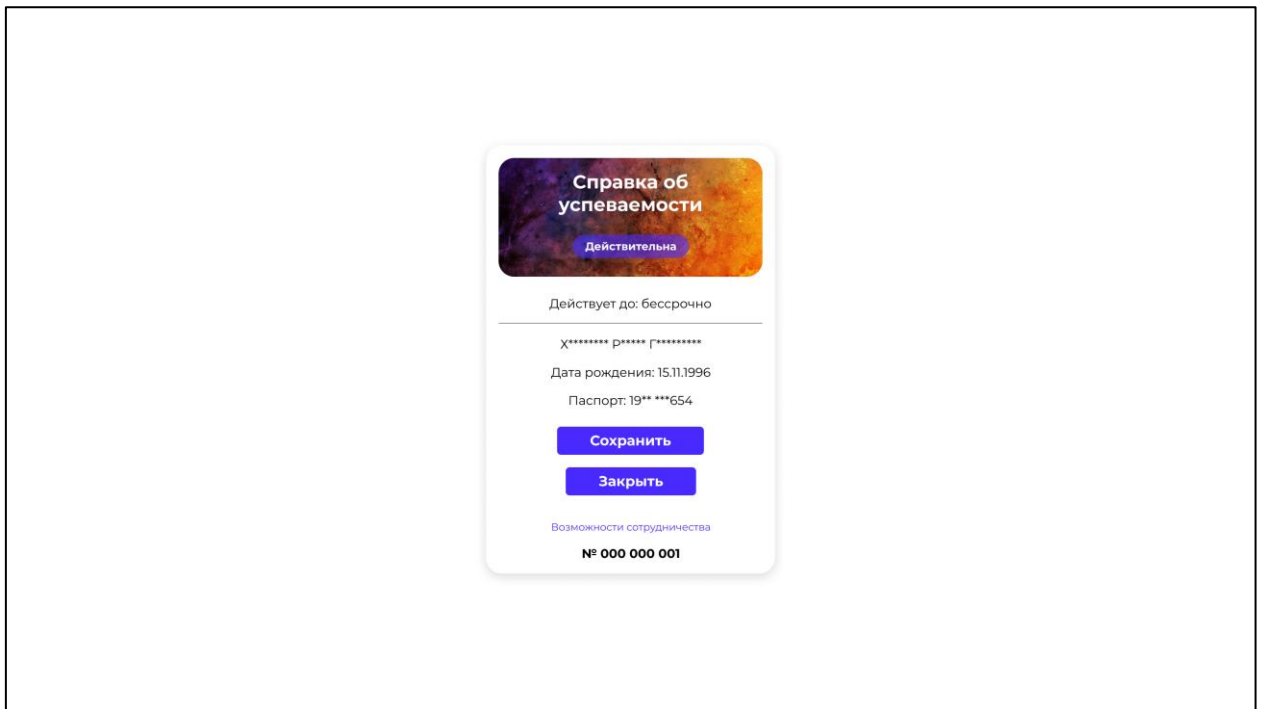 Справка об
успеваемости
Действительна
Действует до: бессрочно
Х******** Р***** Г*********
Дата рождения: 15.11.1996
Паспорт: 19** ***654
Сохранить
Закрыть
Возможности сотрудничества
№ 000 000 001